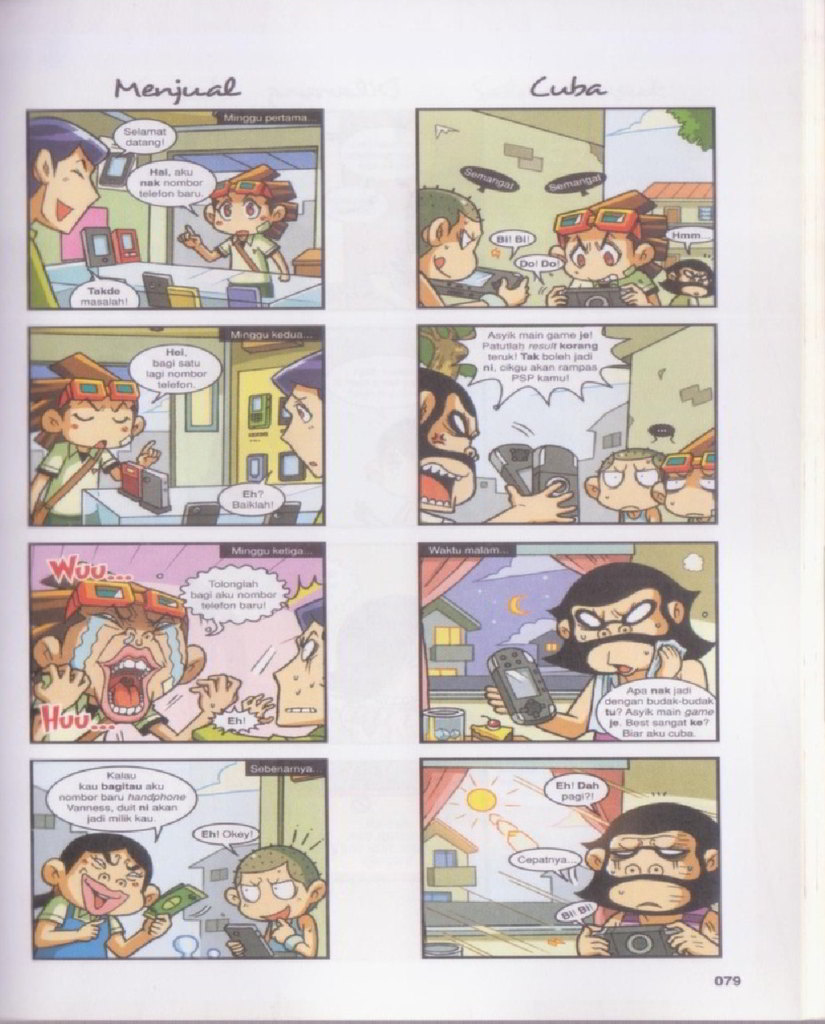 Menjual
Minggu pertama...
Selamat
datang!
Hai, aku
nak nombor
telefon baru.
Takde
masalah!
Minggu kedua...
Hei,
bagi satu
lagi nombor
telefon.
Eh?
Baiklah!
Minggu ketiga...
Wuu...
Tolonglah
bagi aku nombor
telefon baru!
Huu...
Eh!
Sebenarnya...
Kalau
kau bagitau aku
nombor baru handphone
Vanness, duit ni akan
jadi milik kau.
Eh! Okey!
Cuba
Semangat
Semangat
Bi! Bi!
Do! Do!
Hmm...
Asyik main game je!
Patutlah result korang
teruk! Tak boleh jadi
ni, cikgu akan rampas
PSP kamu!
...
Waktu malam...
Apa nak jadi
dengan budak-budak
tu? Asyik main game
je. Best sangat ke?
Biar aku cuba.
Eh! Dah
pagi?!
Cepatnya...
Bi! Bi!
079